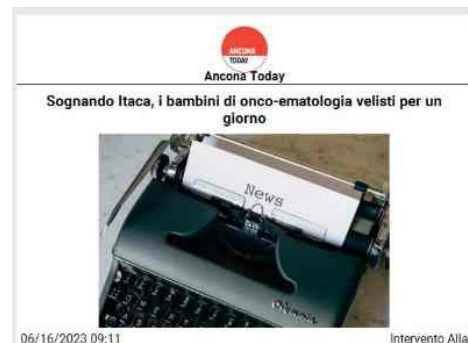 ANCONA
TODAY
Ancona Today
Sognando Itaca, i bambini di onco-ematologia velisti per un
giorno
News
Olympia
06/16/2023 09:11
Intervento Alla